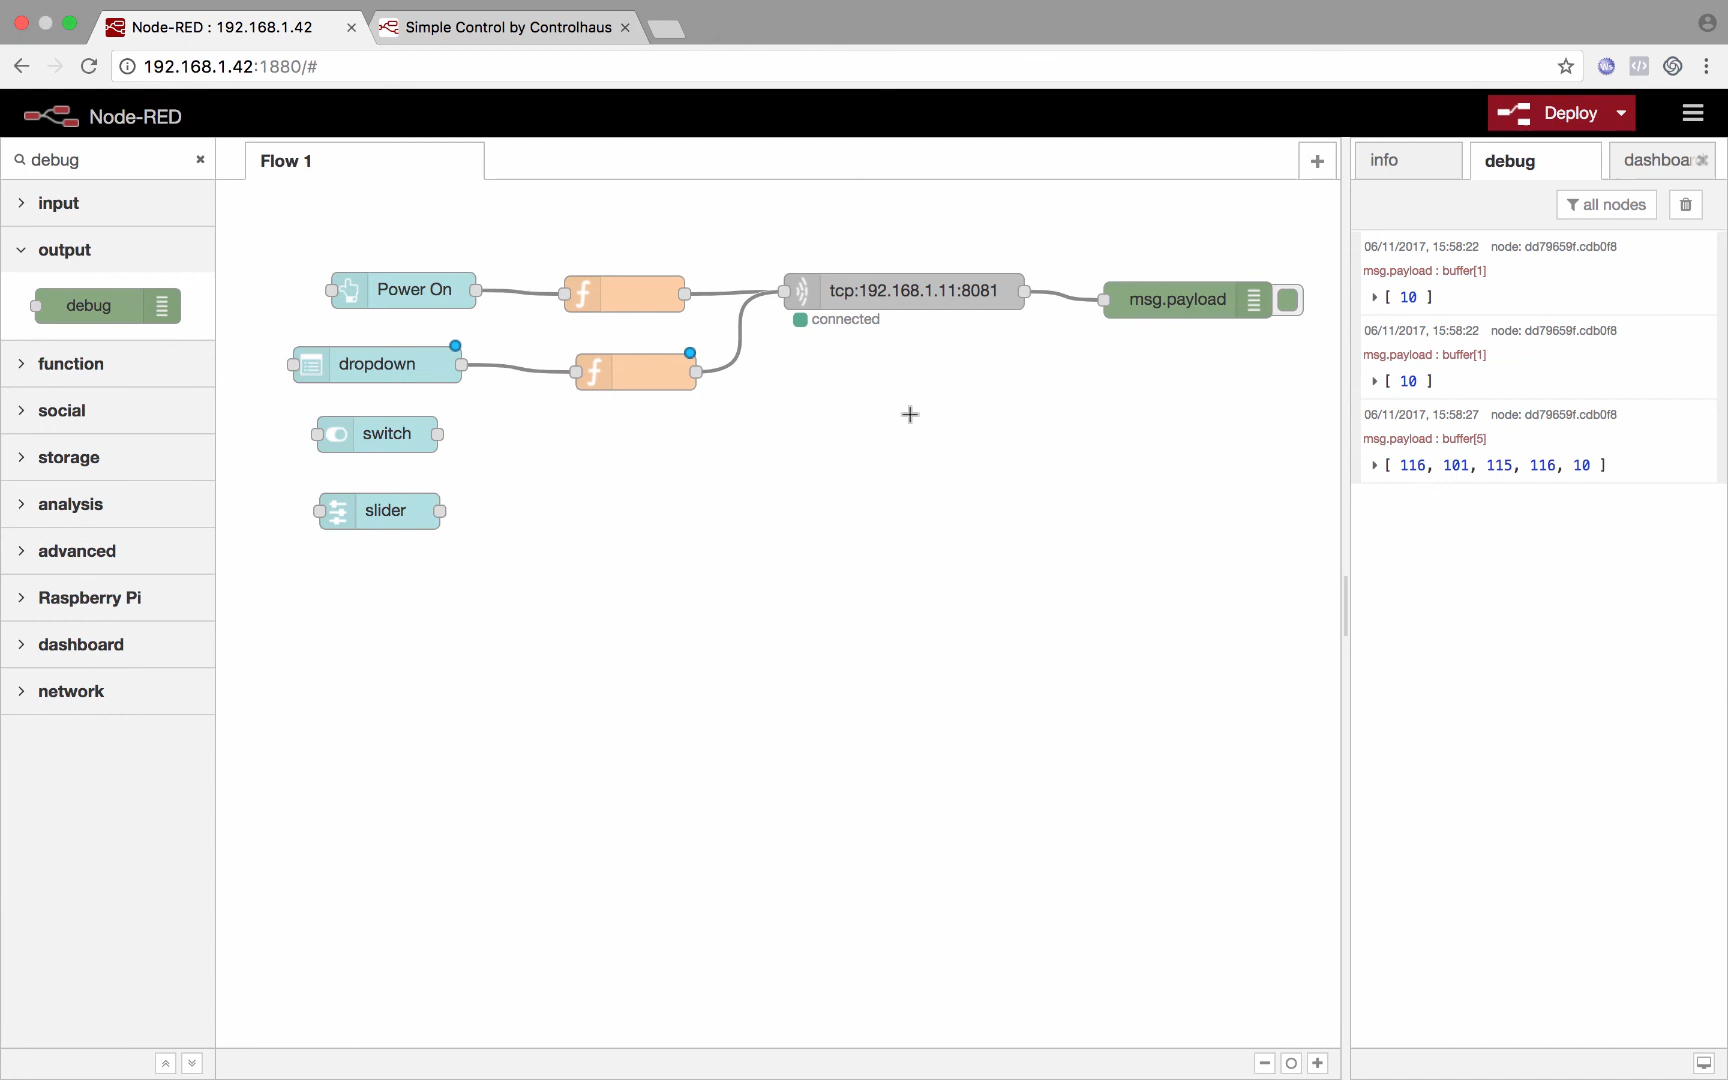 Node-RED : 192.168.1.42
Simple Control by Controlhaus
192.168.1.42:1880/#
Node-RED
Deploy
debug
Flow 1
info
debug
dashboa
input
all nodes
output
debug
function
social
storage
analysis
advanced
Raspberry Pi
dashboard
network
Power On
tcp:192.168.1.11:8081
connected
msg.payload
dropdown
switch
slider
06/11/2017, 15:58:22 node: dd79659f.cdb0f8
msg.payload : buffer[1]
[ 10 ]
06/11/2017, 15:58:22 node: dd79659f.cdb0f8
msg.payload : buffer[1]
[ 10 ]
06/11/2017, 15:58:27 node: dd79659f.cdb0f8
msg.payload : buffer[5]
[ 116, 101, 115, 116, 10 ]